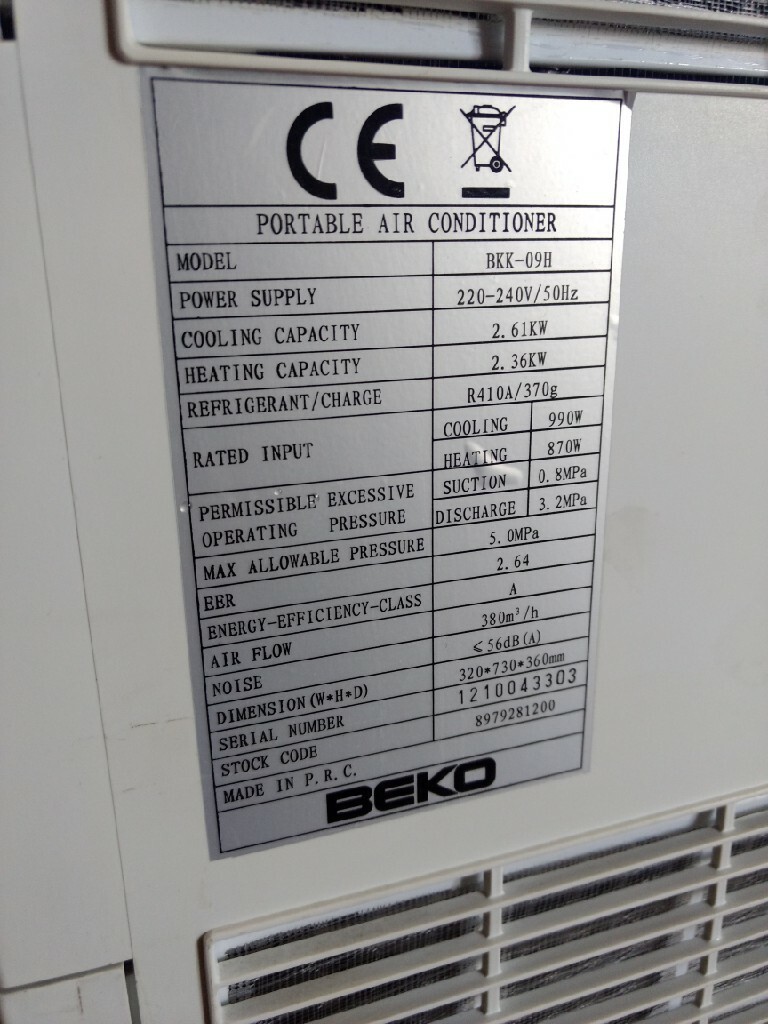 CE
PORTABLE AIR CONDITIONER
MODEL BKK-09H
POWER SUPPLY 220-240V/50Hz
COOLING CAPACITY 2.61KW
HEATING CAPACITY 2.36KW
REFRIGERANT/CHARGE R410A/370g
RATED INPUT COOLING 990W
HEATING 870W
PERMISSIBLE EXCESSIVE OPERATING PRESSURE SUCTION 0.8MPa
DISCHARGE 3.2MPa
MAX ALLOWABLE PRESSURE 5.0MPa
EER 2.64
ENERGY-EFFICIENCY-CLASS A
AIR FLOW 380m³/h
NOISE ≤56dB(A)
DIMENSION(W*H*D) 320*730*360mm
SERIAL NUMBER 1210043303
STOCK CODE 8979281200
MADE IN P.R.C.
BEKO